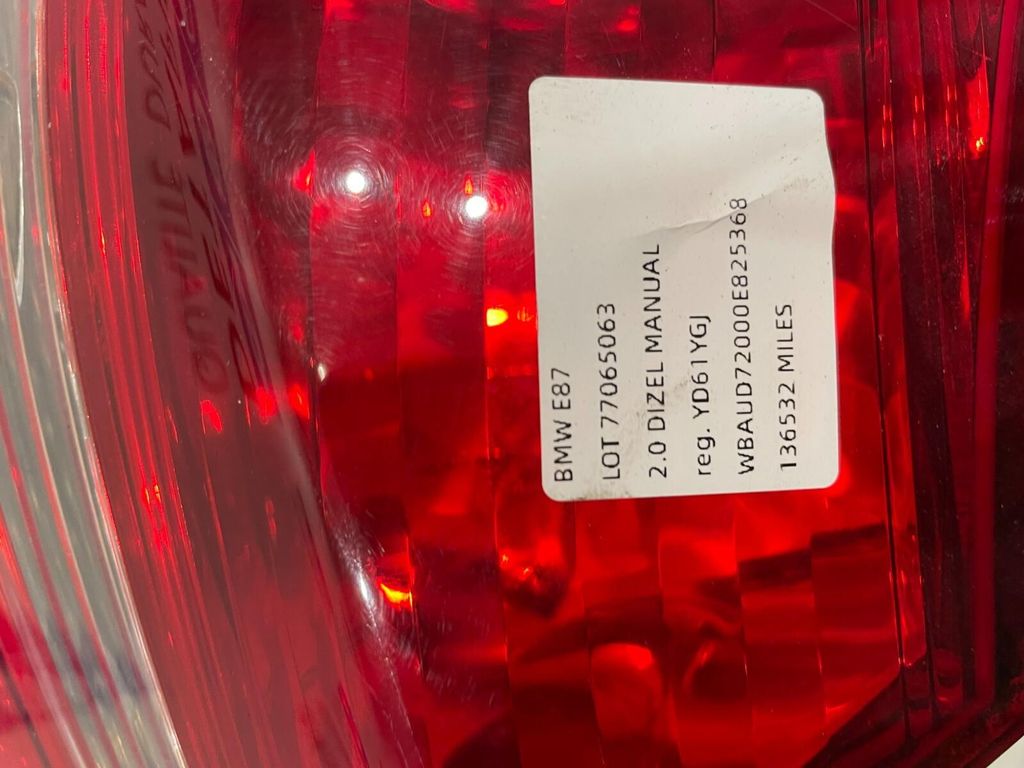 BMW E87
LOT 77065063
2.0 DIZEL MANUAL
reg. YD61YGJ
WBAUD72000E825368
136532 MILES